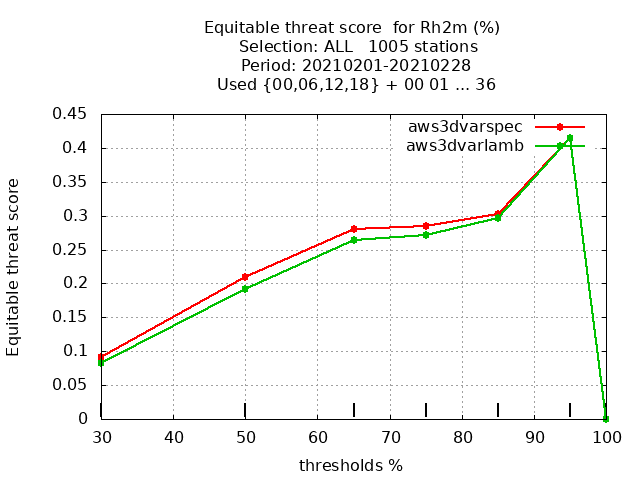 Equitable threat score  for Rh2m (%)
Selection: ALL   1005 stations
Period: 20210201-20210228
Used {00,06,12,18} + 00 01 ... 36
aws3dvarspec
aws3dvarlamb
Equitable threat score
0.45
0.4
0.35
0.3
0.25
0.2
0.15
0.1
0.05
0
30 40 50 60 70 80 90 100
thresholds %